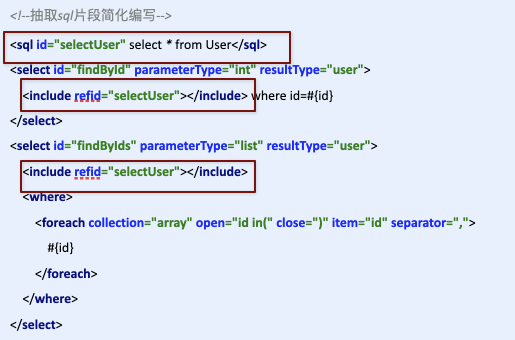 <!--抽取sql片段简化编写-->
<sql id="selectUser" select * from User</sql>
<select id="findById" parameterType="int" resultType="user">
<include refid="selectUser"></include> where id=#{id}
</select>
<select id="findByIds" parameterType="list" resultType="user">
<include refid="selectUser"></include>
<where>
<foreach collection="array" open="id in(" close=")" item="id" separator=",">
#{id}
</foreach>
</where>
</select>